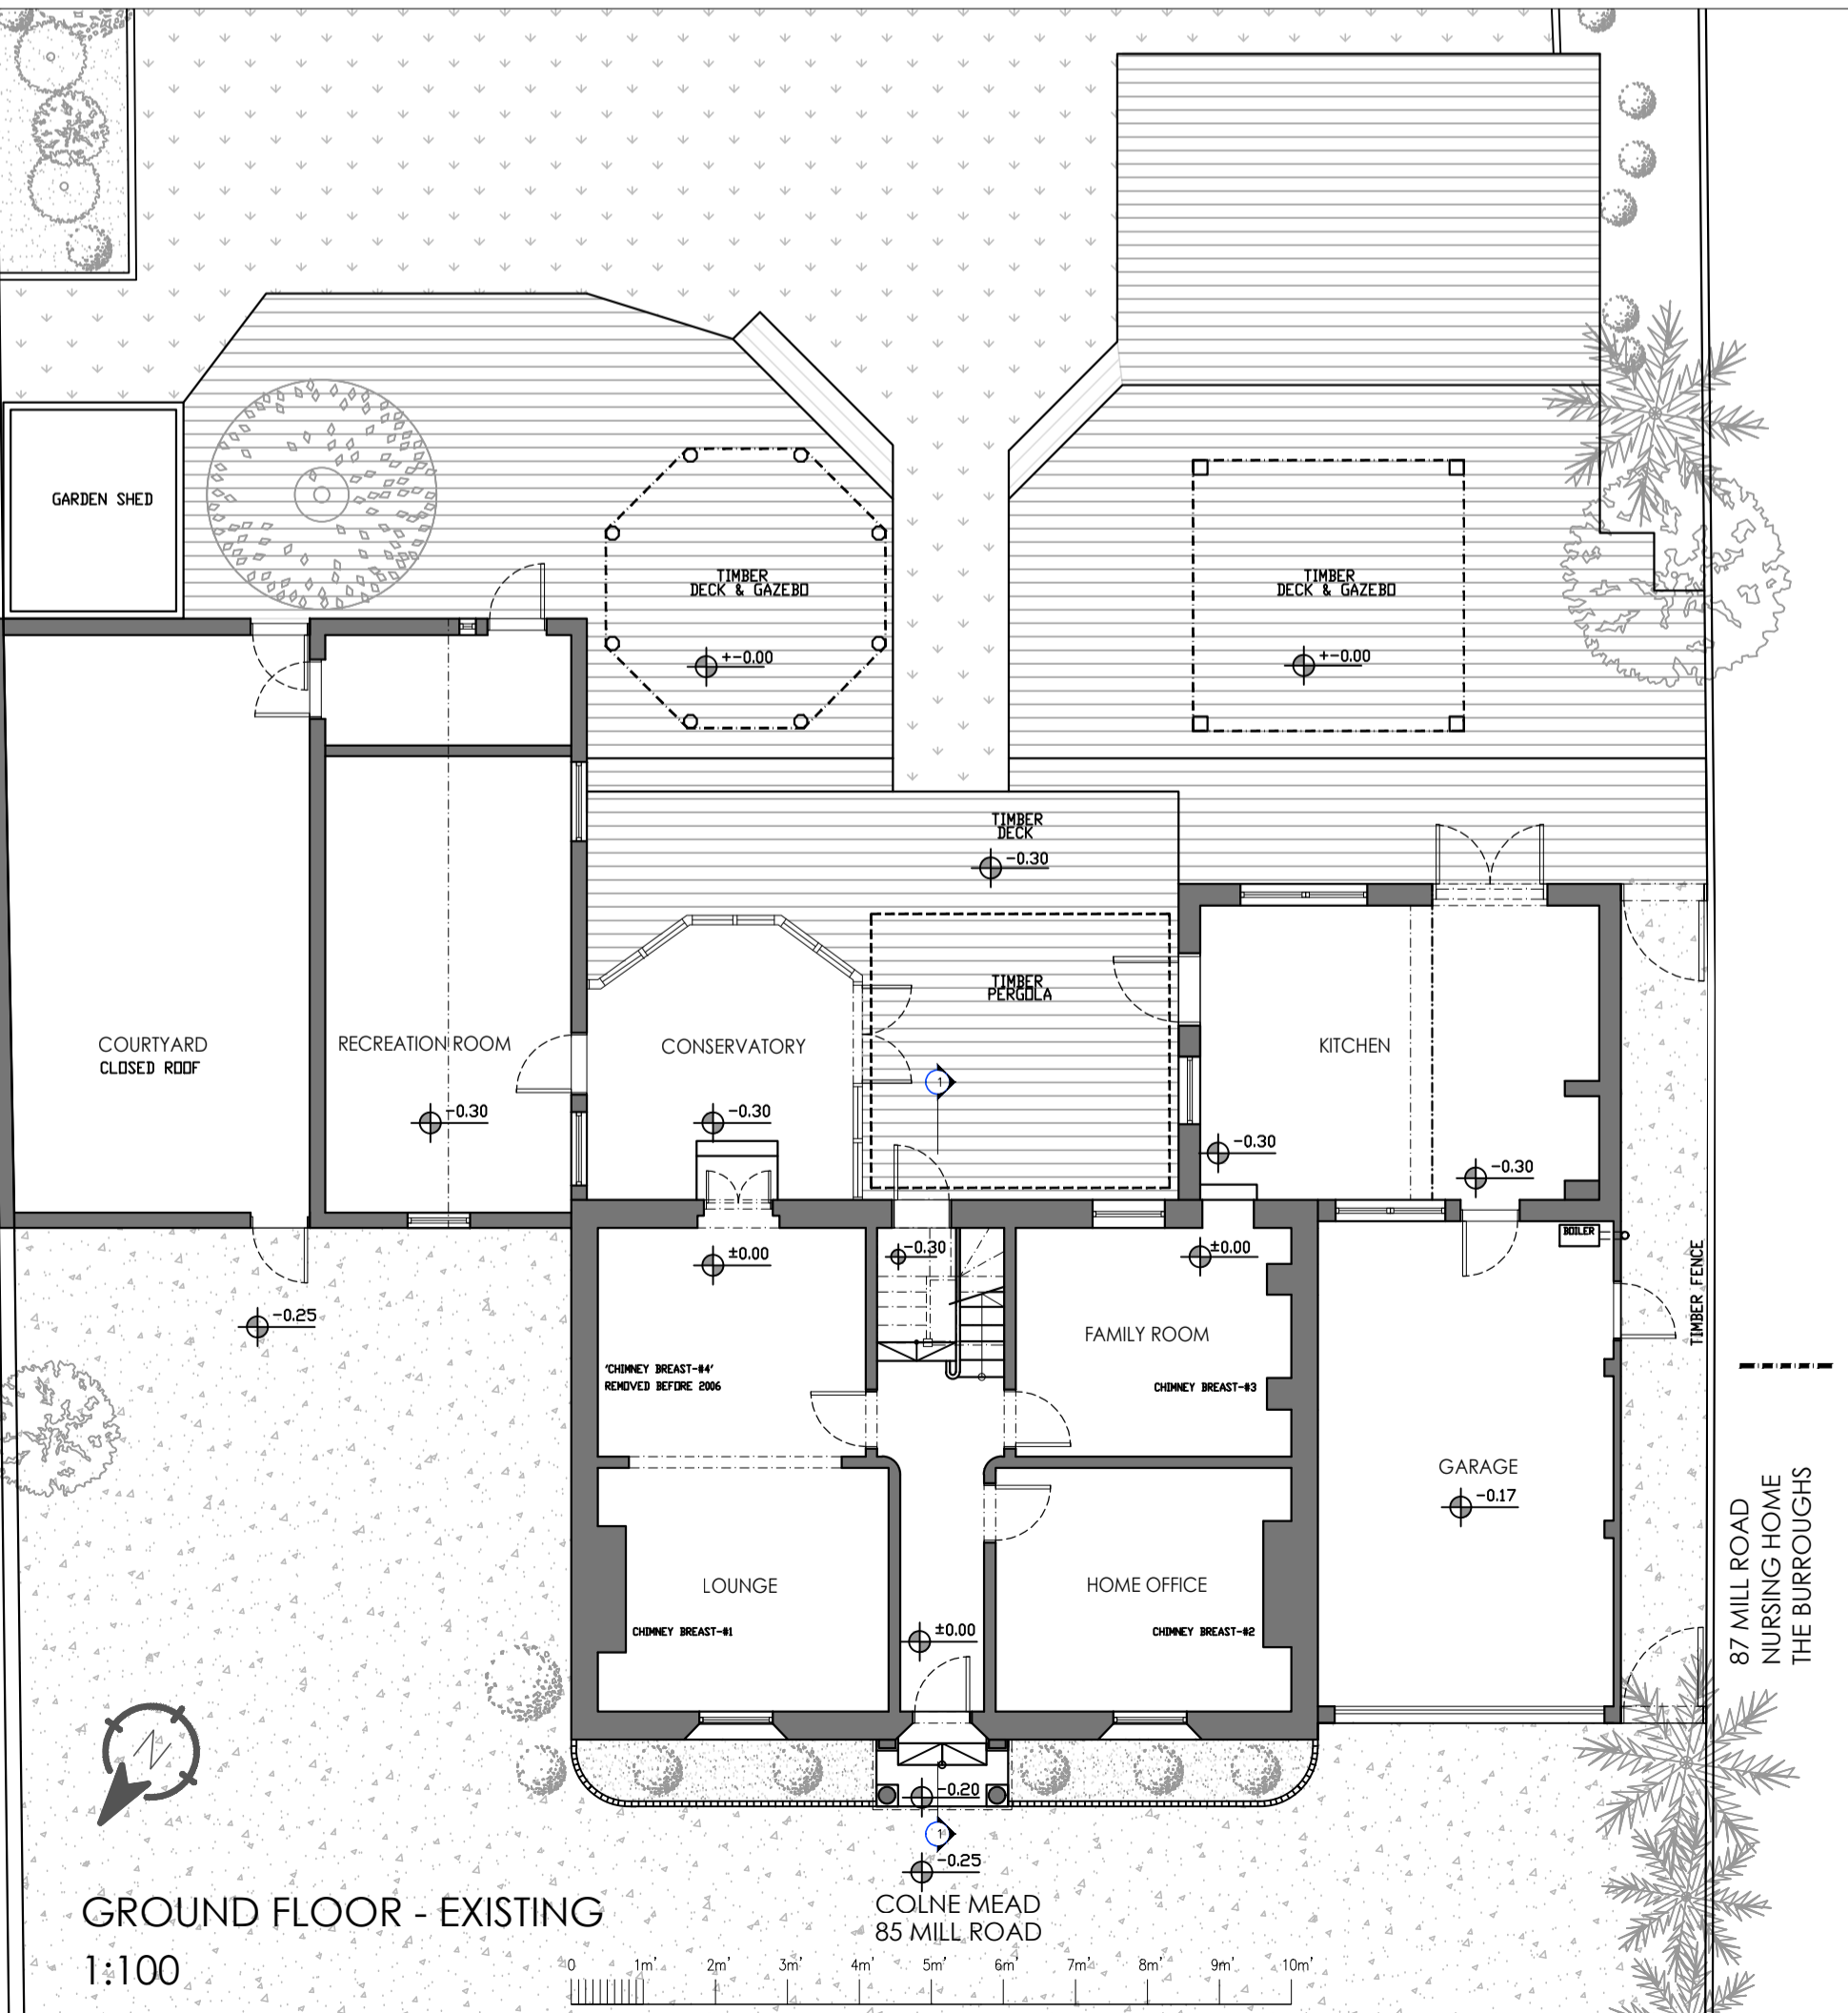 GARDEN SHED
TIMBER
DECK & GAZEBO
+-0.00
TIMBER
DECK & GAZEBO
+-0.00
TIMBER
DECK
-0.30
TIMBER
PERGOLA
COURTYARD
CLOSED ROOF
RECREATION ROOM
-0.30
CONSERVATORY
-0.30
1
KITCHEN
-0.30
-0.30
-0.25
±0.00
-0.30
±0.00
BOILER
TIMBER FENCE
FAMILY ROOM
'CHIMNEY BREAST-#4'
REMOVED BEFORE 2006
CHIMNEY BREAST-#3
GARAGE
-0.17
87 MILL ROAD
NURSING HOME
THE BURROUGHS
LOUNGE
CHIMNEY BREAST-#1
HOME OFFICE
CHIMNEY BREAST-#2
±0.00
N
-0.20
1
-0.25
COLNE MEAD
85 MILL ROAD
GROUND FLOOR - EXISTING
1:100
0 1m' 2m' 3m' 4m' 5m' 6m' 7m' 8m' 9m' 10m'